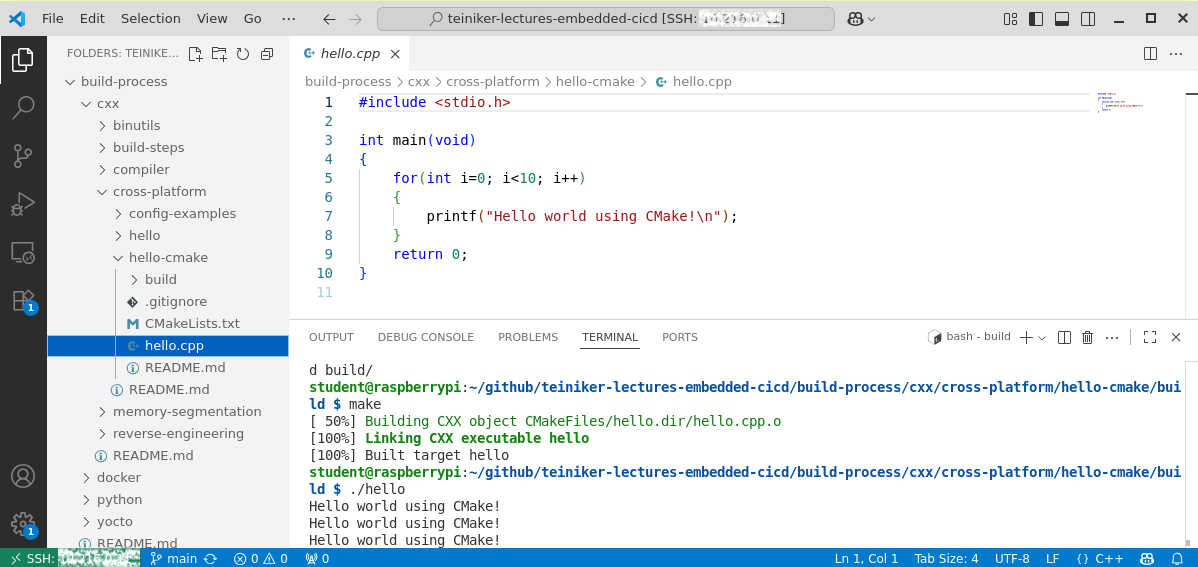 File Edit Selection View Go ··· teiniker-lectures-embedded-cicd [SSH:
FOLDERS: TEINIKE...
build-process
cxx
binutils
build-steps
compiler
cross-platform
config-examples
hello
hello-cmake
build
.gitignore
CMakeLists.txt
hello.cpp
README.md
README.md
memory-segmentation
reverse-engineering
README.md
docker
python
yocto
README.md
1
1
hello.cpp
build-process > cxx > cross-platform > hello-cmake > hello.cpp
1 #include <stdio.h>
2
3 int main(void)
4 {
5 for(int i=0; i<10; i++)
6 {
7 printf("Hello world using CMake!\n");
8 }
9 return 0;
10 }
11
OUTPUT DEBUG CONSOLE PROBLEMS TERMINAL PORTS bash - build
d build/
student@raspberrypi:~/github/teiniker-lectures-embedded-cicd/build-process/cxx/cross-platform/hello-cmake/bui
ld $ make
[ 50%] Building CXX object CMakeFiles/hello.dir/hello.cpp.o
[100%] Linking CXX executable hello
[100%] Built target hello
student@raspberrypi:~/github/teiniker-lectures-embedded-cicd/build-process/cxx/cross-platform/hello-cmake/bui
ld $ ./hello
Hello world using CMake!
Hello world using CMake!
Hello world using CMake!
SSH: main 0 0 0 Ln 1, Col 1 Tab Size: 4 UTF-8 LF {} C++